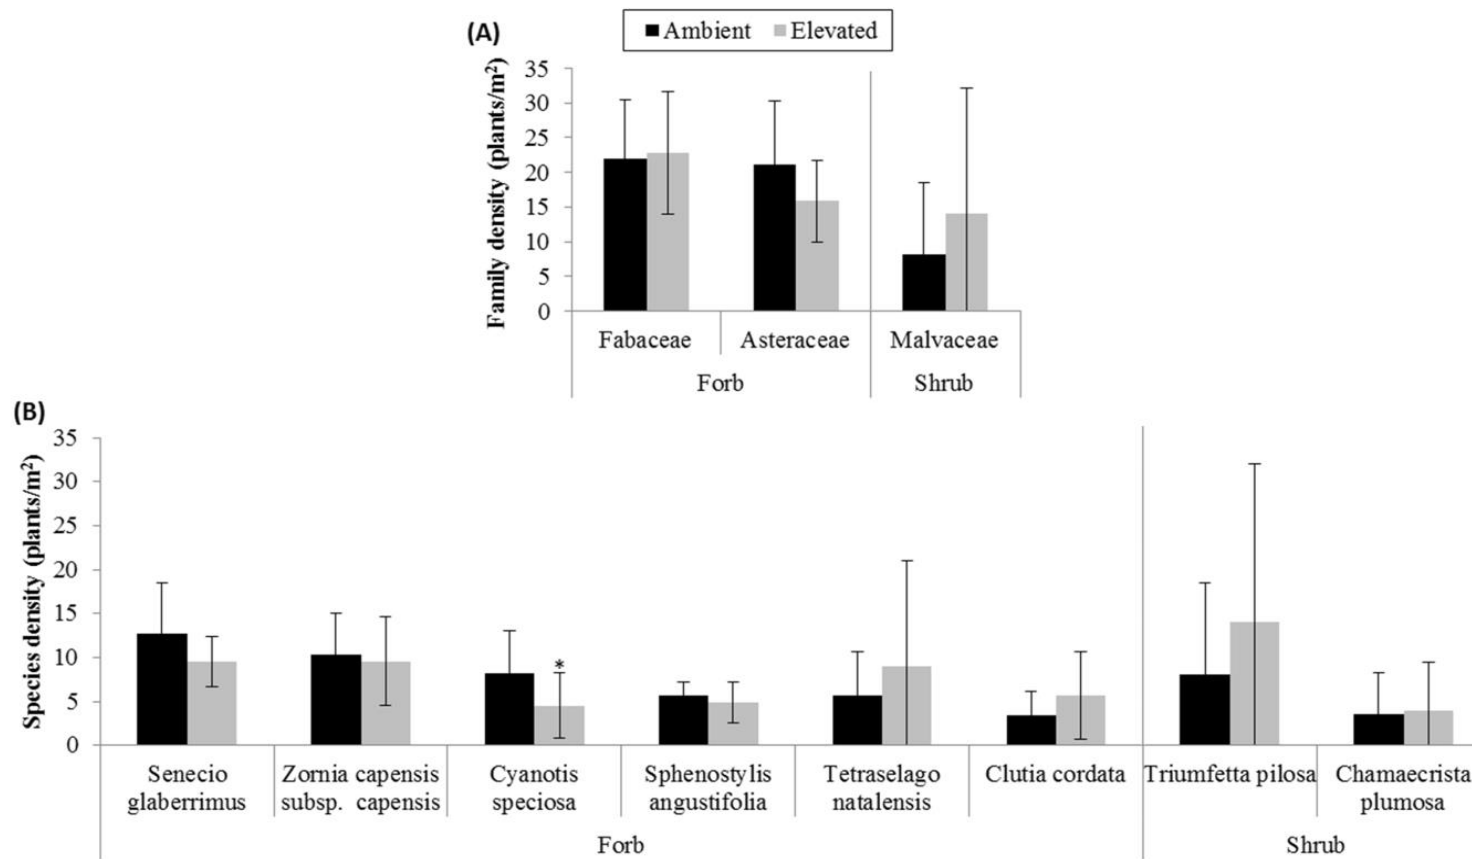 Ambient Elevated
(A)
Family density (plants/m²)
35
30
25
20
15
10
5
0
Fabaceae Asteraceae Malvaceae
Forb Shrub
(B)
Species density (plants/m²)
35
30
25
20
15
10
5
0
*
Senecio Zornia capensis Cyanotis Sphenostylis Tetraselago Clutia cordata Triumfetta pilosa Chamaecrista
glaberrimus subsp. capensis speciosa angustifolia natalensis plumosa
Forb Shrub